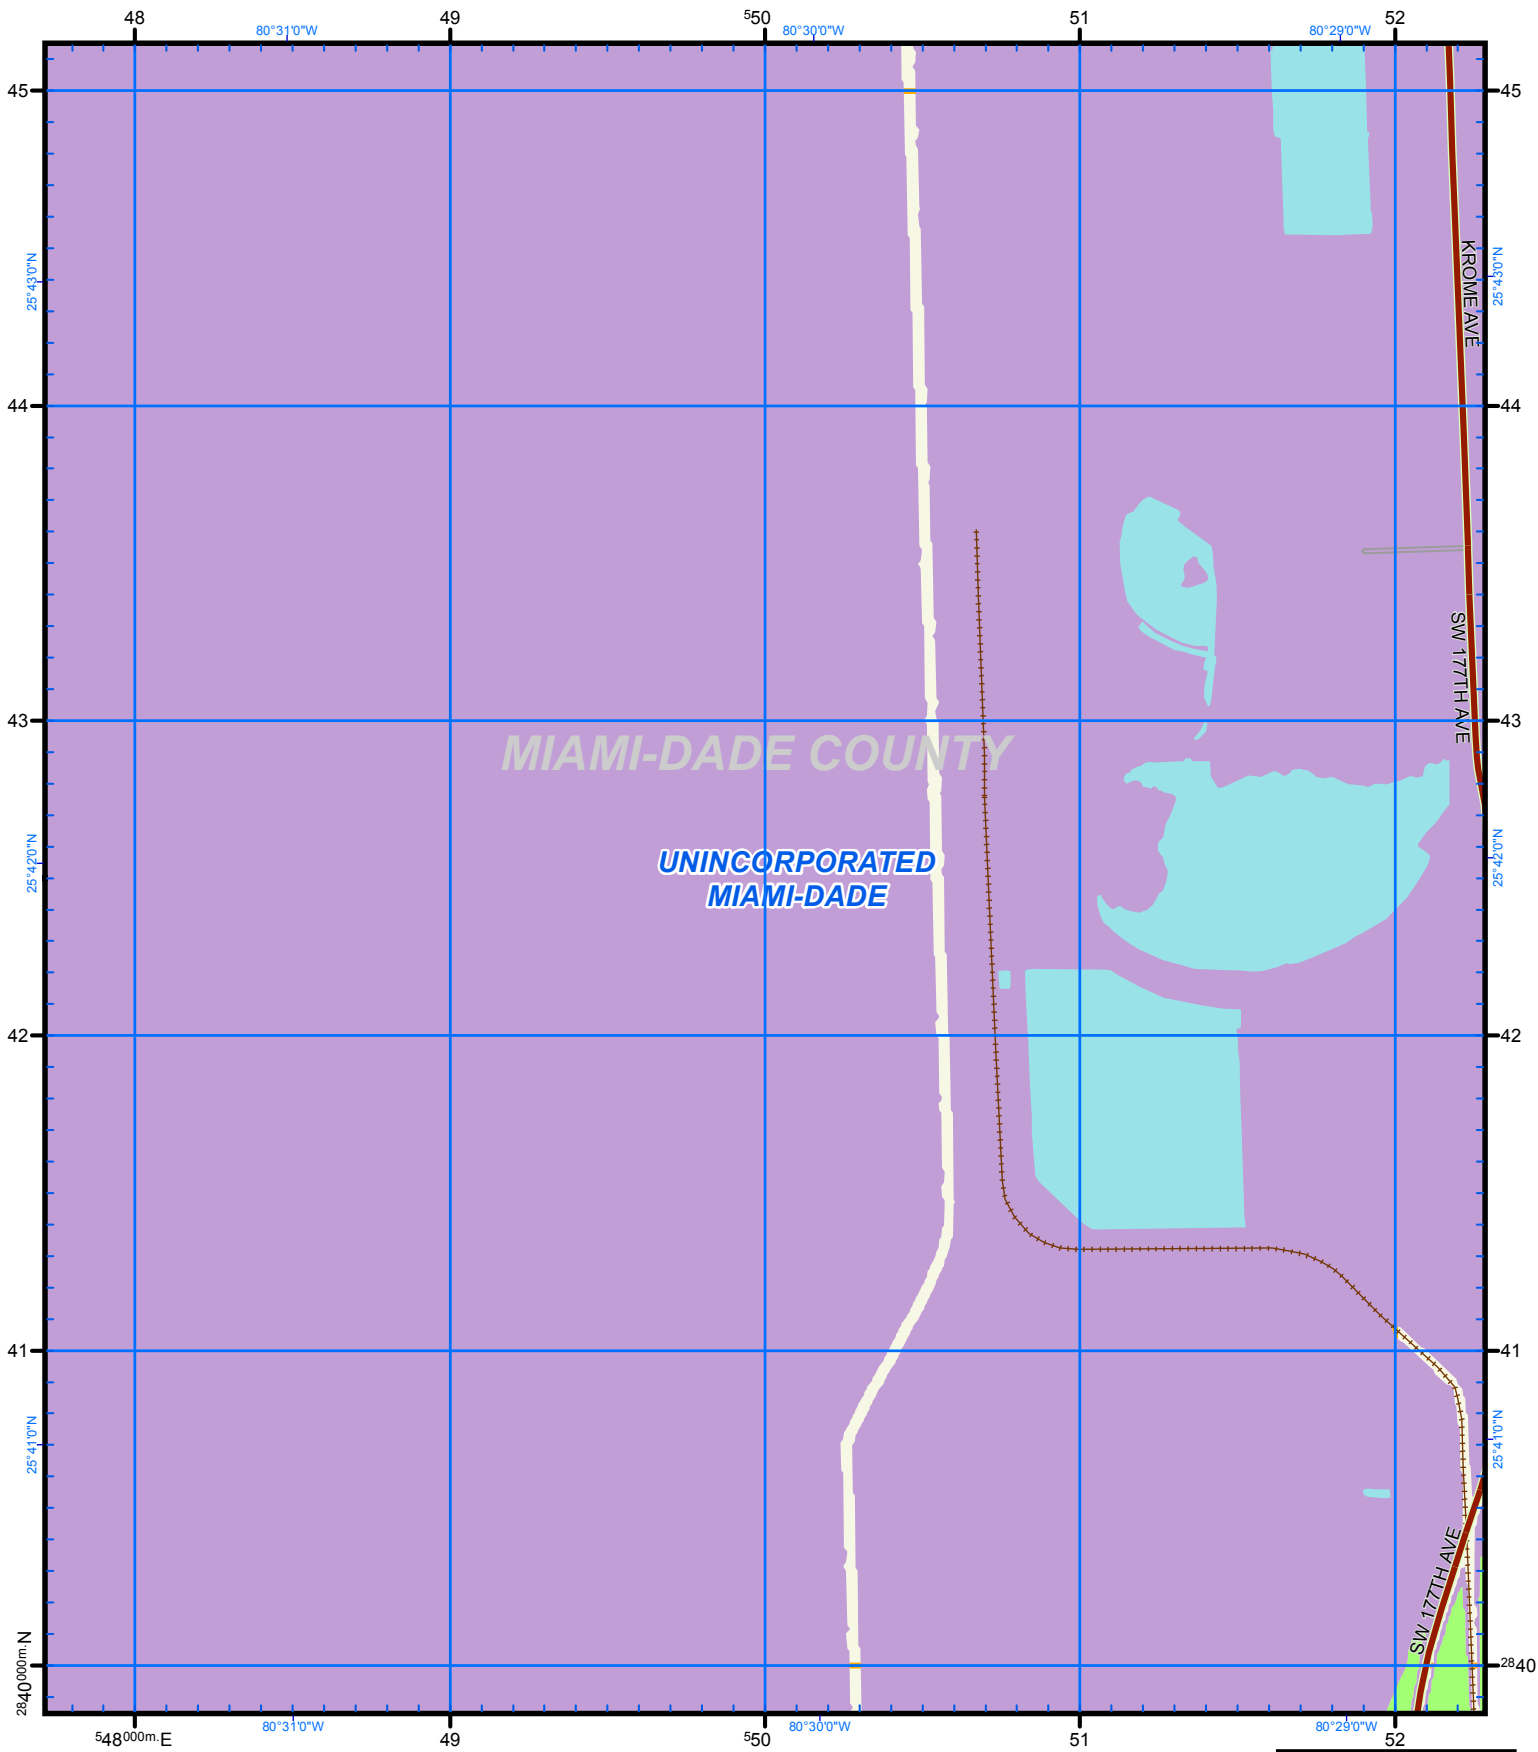 48 49 550 51 52
80°31'0"W 80°30'0"W 80°29'0"W
45 45
KROME AVE
25°43'0"N 25°43'0"N
44 44
SW 177TH AVE
43 43
MIAMI-DADE COUNTY
UNINCORPORATED
MIAMI-DADE
25°42'0"N 25°42'0"N
42 42
41 41
25°41'0"N 25°41'0"N
SW 177TH AVE
2840000m.N 2840
80°31'0"W 80°30'0"W 80°29'0"W
548000m.E 49 550 51 52